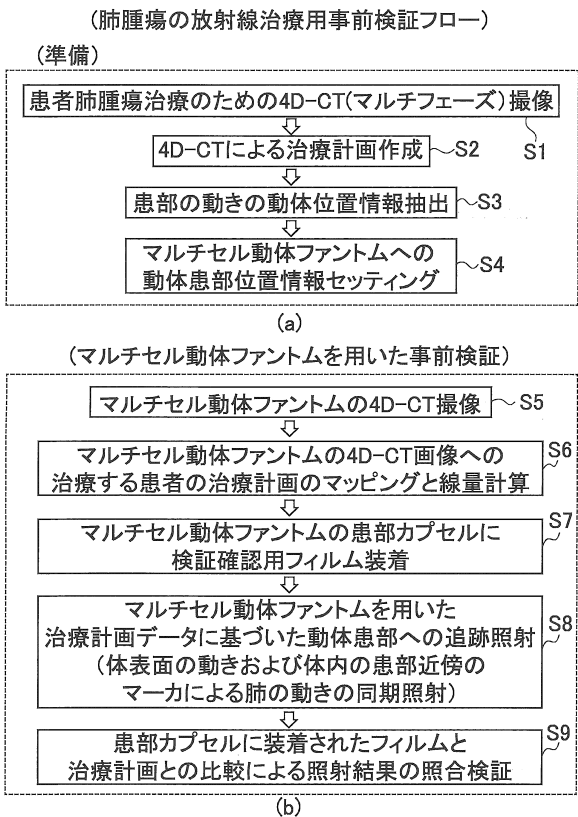 (肺腫瘍の放射線治療用事前検証フロー)
(準備)
患者肺腫瘍治療のための4D-CT(マルチフェーズ)撮像
S1
4D-CTによる治療計画作成
S2
患部の動きの動体位置情報抽出
S3
マルチセル動体ファントムへの
動体患部位置情報セッティング
S4
(a)
(マルチセル動体ファントムを用いた事前検証)
マルチセル動体ファントムの4D-CT撮像
S5
マルチセル動体ファントムの4D-CT画像への
治療する患者の治療計画のマッピングと線量計算
S6
マルチセル動体ファントムの患部カプセルに
検証確認用フィルム装着
S7
マルチセル動体ファントムを用いた
治療計画データに基づいた動体患部への追跡照射
(体表面の動きおよび体内の患部近傍の
マーカによる肺の動きの同期照射)
S8
患部カプセルに装着されたフィルムと
治療計画との比較による照射結果の照合検証
S9
(b)